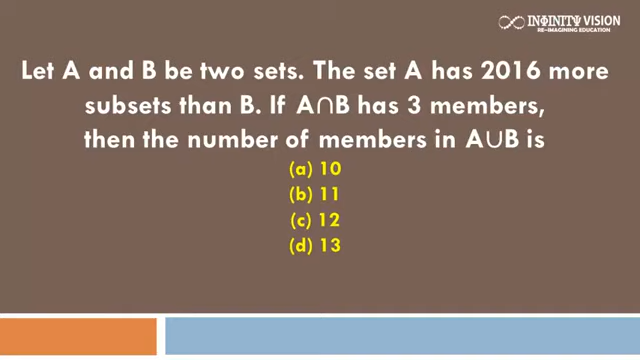 INFINITY VISION
RE-IMAGINING EDUCATION
Let A and B be two sets. The set A has 2016 more
subsets than B. If A∩B has 3 members,
then the number of members in A∪B is
(a) 10
(b) 11
(c) 12
(d) 13